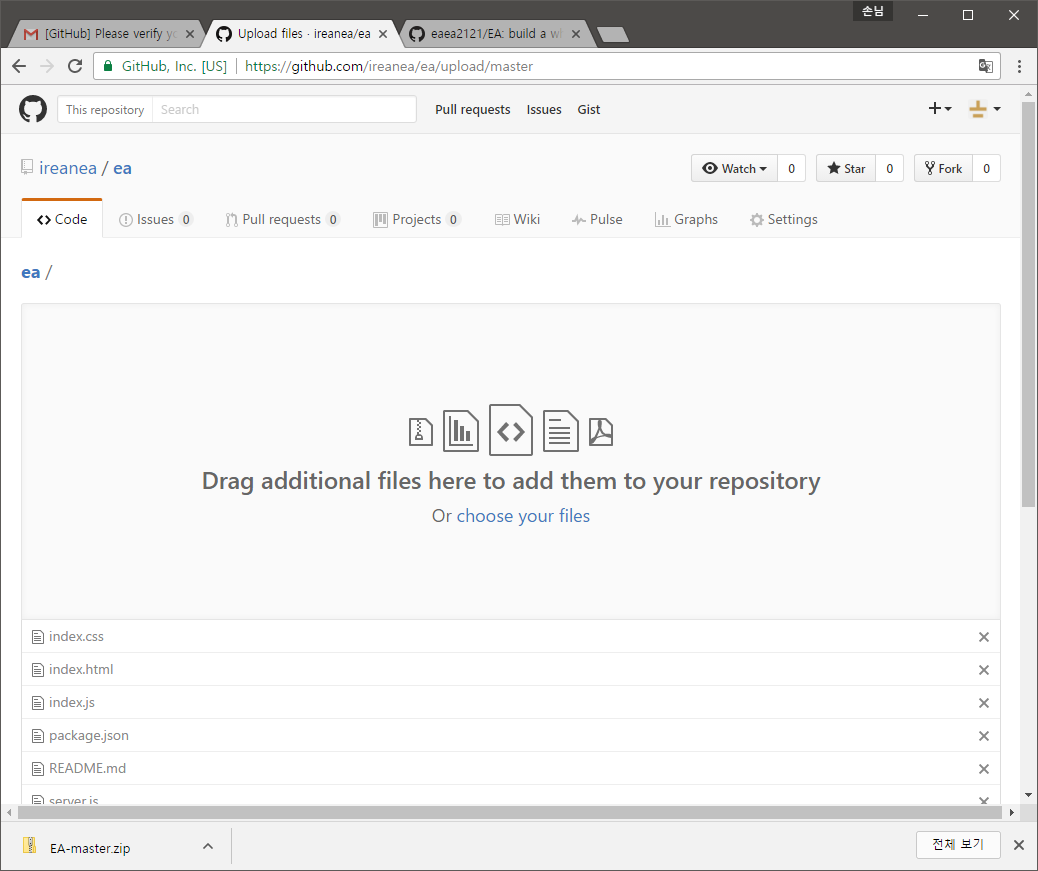 손님
[GitHub] Please verify yo
Upload files · ireanea/ea
eaea2121/EA: build a wh
GitHub, Inc. [US] https://github.com/ireanea/ea/upload/master
This repository Search Pull requests Issues Gist
ireanea / ea
Watch 0 Star 0 Fork 0
Code Issues 0 Pull requests 0 Projects 0 Wiki Pulse Graphs Settings
ea /
Drag additional files here to add them to your repository
Or choose your files
index.css
index.html
index.js
package.json
README.md
server.js
EA-master.zip
전체 보기